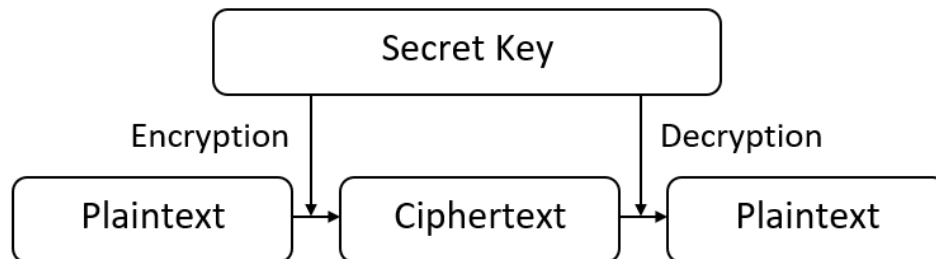 Secret Key
Encryption
Decryption
Plaintext
Ciphertext
Plaintext